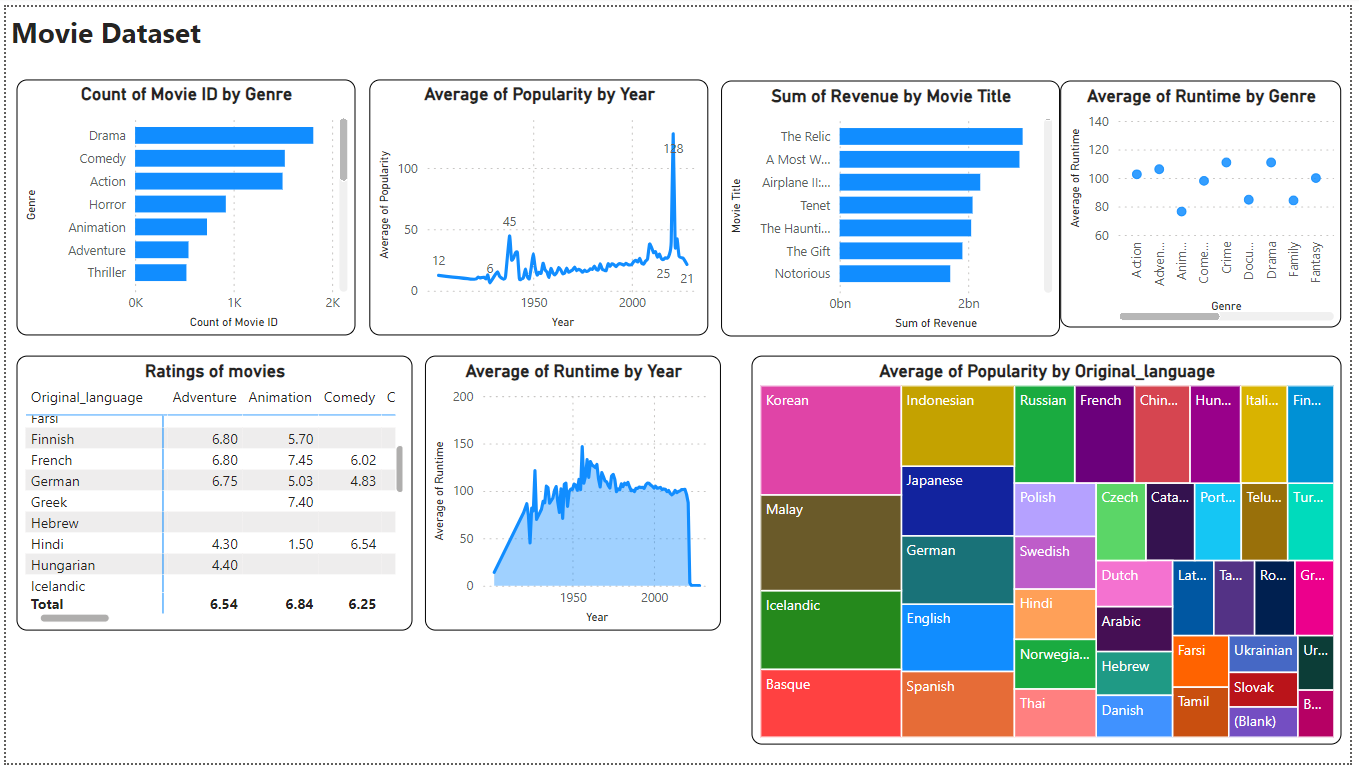 Movie Dataset
Count of Movie ID by Genre
Genre
Drama
Comedy
Action
Horror
Animation
Adventure
Thriller
0K 1K 2K
Count of Movie ID
Average of Popularity by Year
Average of Popularity
100
50
0
12
6
45
128
25
21
1950 2000
Year
Sum of Revenue by Movie Title
Movie Title
The Relic
A Most W...
Airplane II:...
Tenet
The Haunti...
The Gift
Notorious
0bn 2bn
Sum of Revenue
Average of Runtime by Genre
Average of Runtime
140
120
100
80
60
Action
Adven...
Anim...
Come...
Crime
Docu...
Drama
Family
Fantasy
Genre
Ratings of movies
Original_language Adventure Animation Comedy C
Farsi
Finnish 6.80 5.70
French 6.80 7.45 6.02
German 6.75 5.03 4.83
Greek 7.40
Hebrew
Hindi 4.30 1.50 6.54
Hungarian 4.40
Icelandic
Total 6.54 6.84 6.25
Average of Runtime by Year
Average of Runtime
200
150
100
50
0
1950 2000
Year
Average of Popularity by Original_language
Korean
Malay
Icelandic
Basque
Indonesian
Japanese
German
English
Spanish
Russian
French
Chin...
Hun...
Itali...
Fin...
Polish
Swedish
Hindi
Norwegia...
Thai
Czech
Cata...
Port...
Telu...
Tur...
Dutch
Arabic
Hebrew
Danish
Lat...
Ta...
Ro...
Gr...
Farsi
Tamil
Ukrainian
Slovak
(Blank)
Ur...
B...